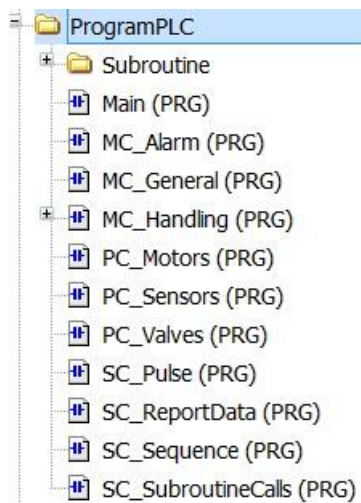 ProgramPLC
Subroutine
Main (PRG)
MC_Alarm (PRG)
MC_General (PRG)
MC_Handling (PRG)
PC_Motors (PRG)
PC_Sensors (PRG)
PC_Valves (PRG)
SC_Pulse (PRG)
SC_ReportData (PRG)
SC_Sequence (PRG)
SC_SubroutineCalls (PRG)